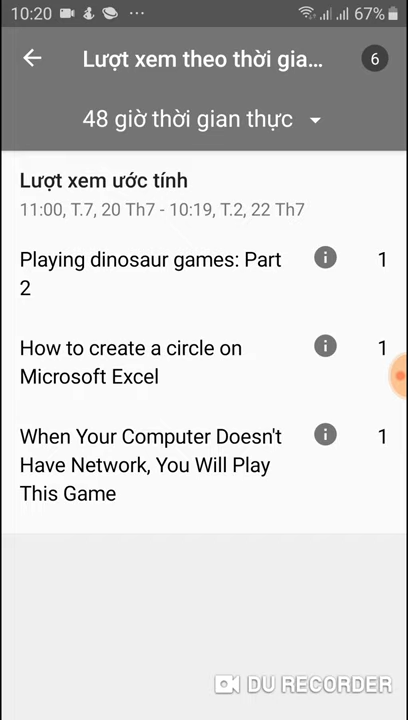 10:20
67%
Lượt xem theo thời gia...
6
48 giờ thời gian thực
Lượt xem ước tính
11:00, T.7, 20 Th7 - 10:19, T.2, 22 Th7
Playing dinosaur games: Part 1
2
How to create a circle on 1
Microsoft Excel
When Your Computer Doesn't 1
Have Network, You Will Play
This Game
DU RECORDER